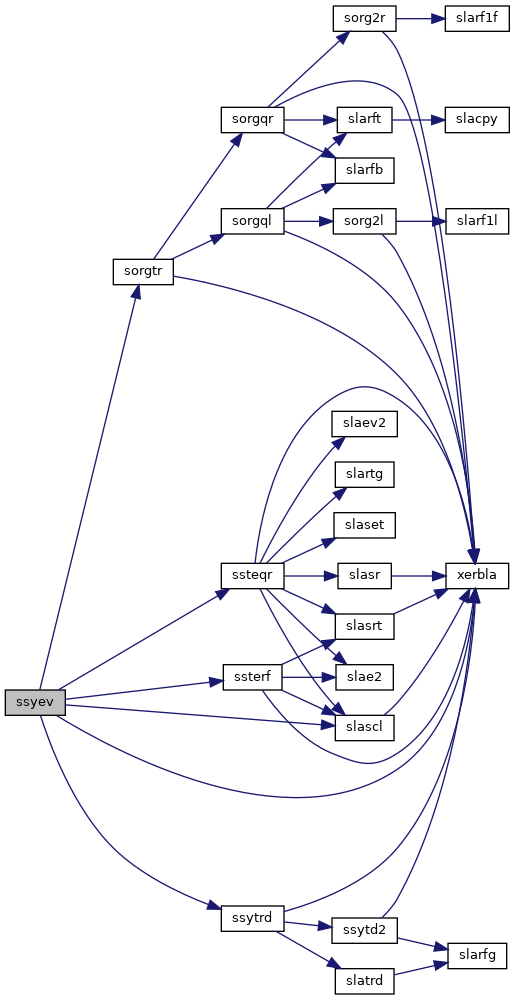 sorg2r
slarf1f
sorgqr
slarft
slacpy
slarfb
sorgql
sorg2l
slarf1l
sorgtr
slaev2
slartg
slaset
ssteqr
slasr
xerbla
slasrt
ssterf
slae2
ssyev
slascl
ssytrd
ssytd2
slarfg
slatrd